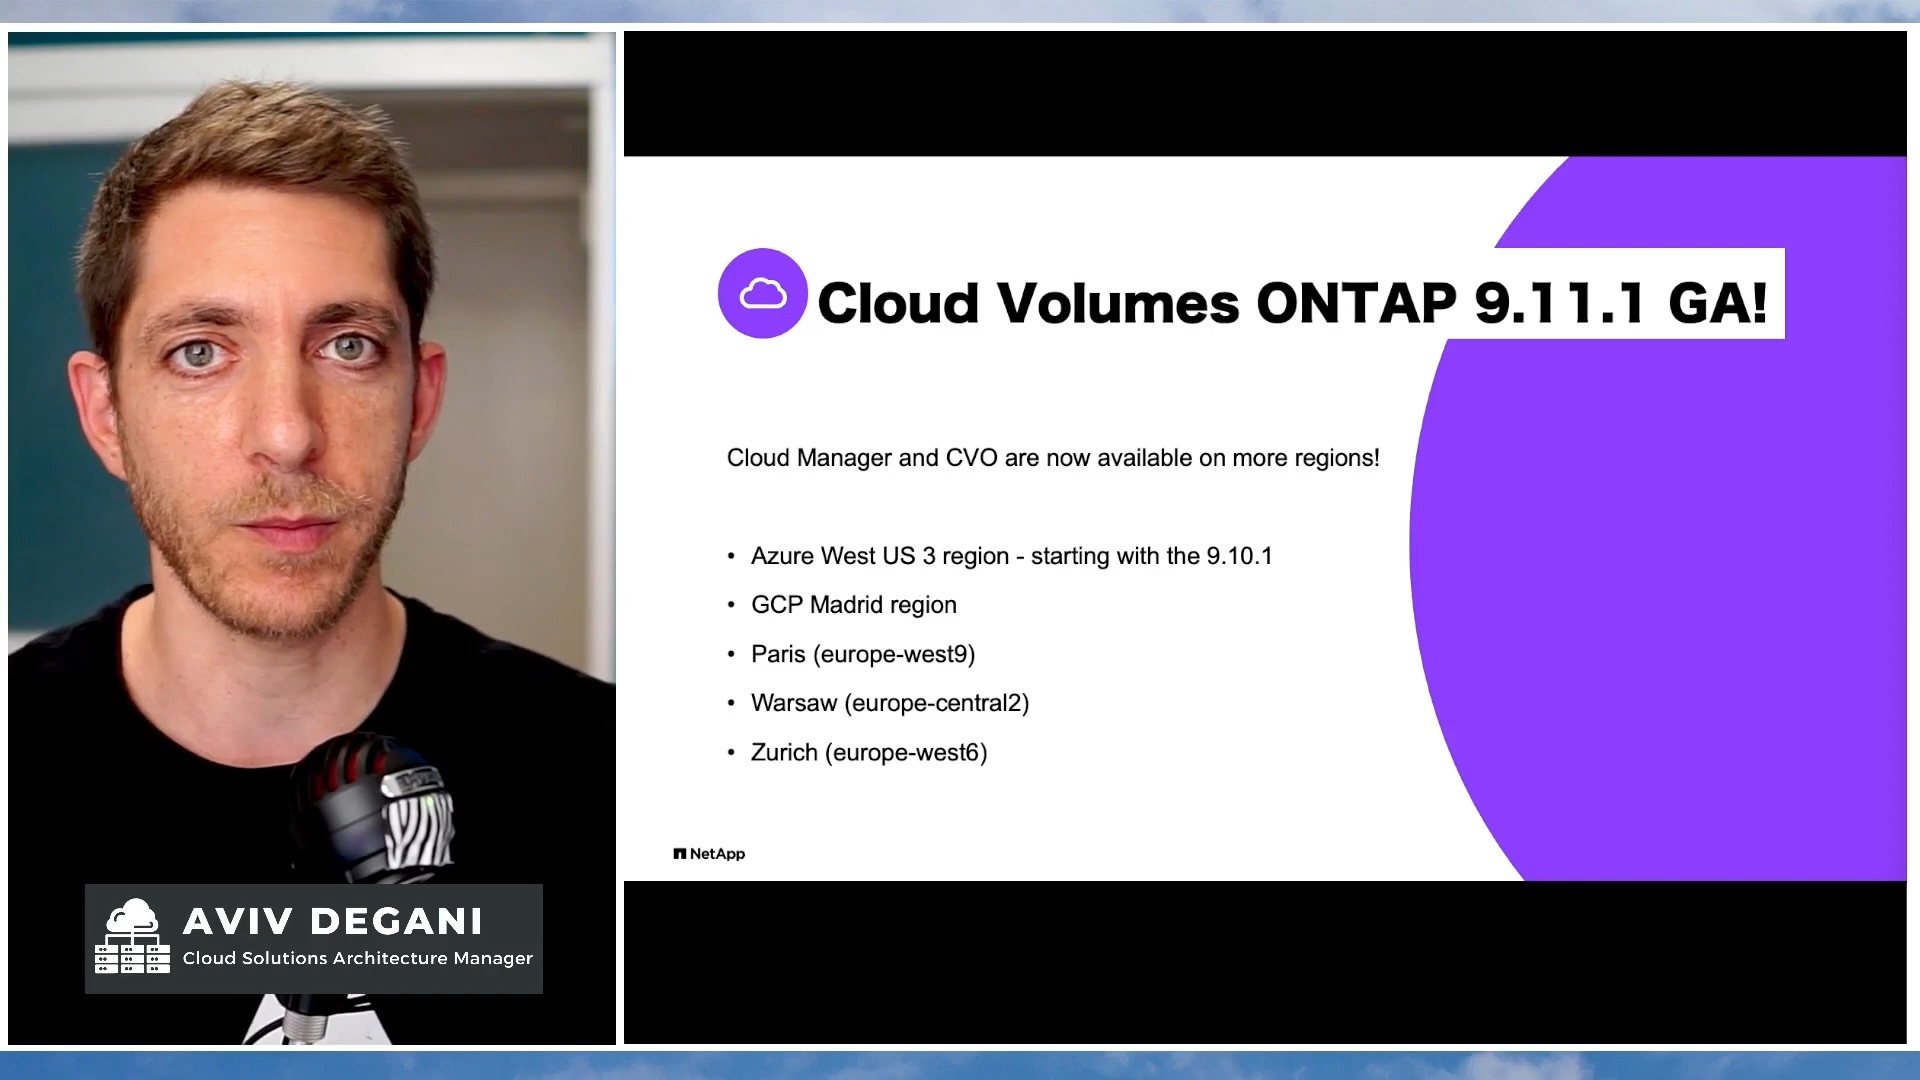 Cloud Volumes ONTAP 9.11.1 GA!
Cloud Manager and CVO are now available on more regions!
• Azure West US 3 region - starting with the 9.10.1
• GCP Madrid region
• Paris (europe-west9)
• Warsaw (europe-central2)
• Zurich (europe-west6)
NetApp
AVIV DEGANI
Cloud Solutions Architecture Manager